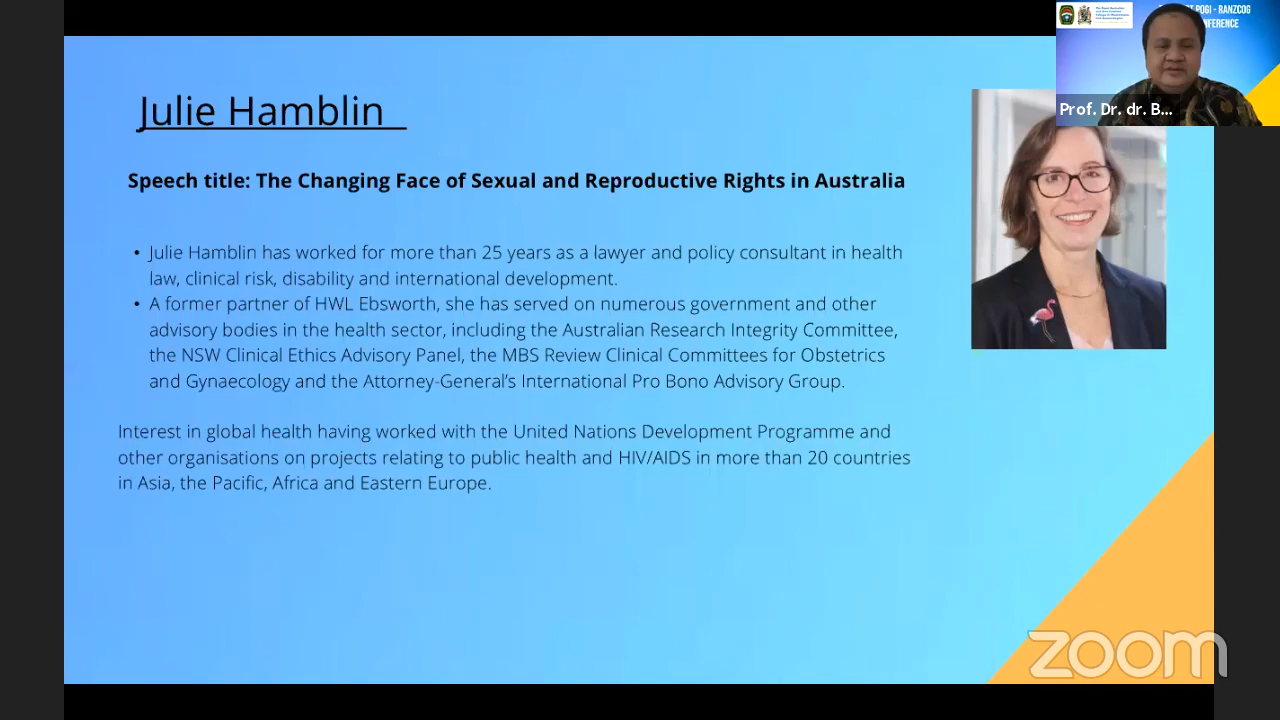 POGI - RANZCOG
Prof. Dr. dr. B...
Julie Hamblin
Speech title: The Changing Face of Sexual and Reproductive Rights in Australia
• Julie Hamblin has worked for more than 25 years as a lawyer and policy consultant in health
law, clinical risk, disability and international development.
• A former partner of HWL Ebsworth, she has served on numerous government and other
advisory bodies in the health sector, including the Australian Research Integrity Committee,
the NSW Clinical Ethics Advisory Panel, the MBS Review Clinical Committees for Obstetrics
and Gynaecology and the Attorney-General's International Pro Bono Advisory Group.
Interest in global health having worked with the United Nations Development Programme and
other organisations on projects relating to public health and HIV/AIDS in more than 20 countries
in Asia, the Pacific, Africa and Eastern Europe.
zoom